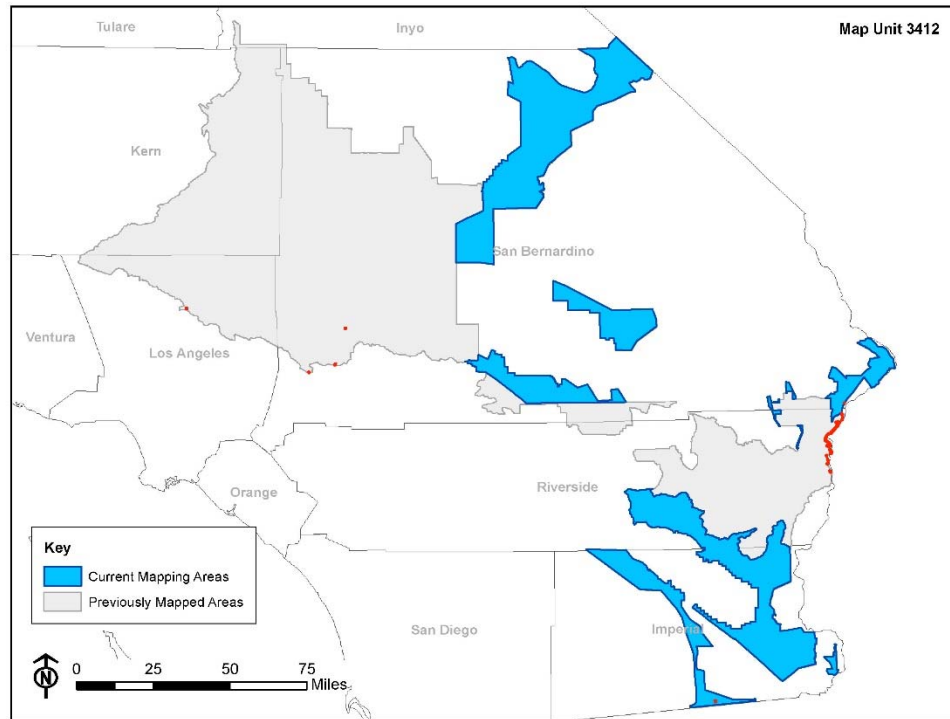 Tulare
Inyo
Map Unit 3412
Kern
San Bernardino
Ventura
Los Angeles
Orange
Riverside
Key
Current Mapping Areas
Previously Mapped Areas
San Diego
Imperial
N
0 25 50 75
Miles